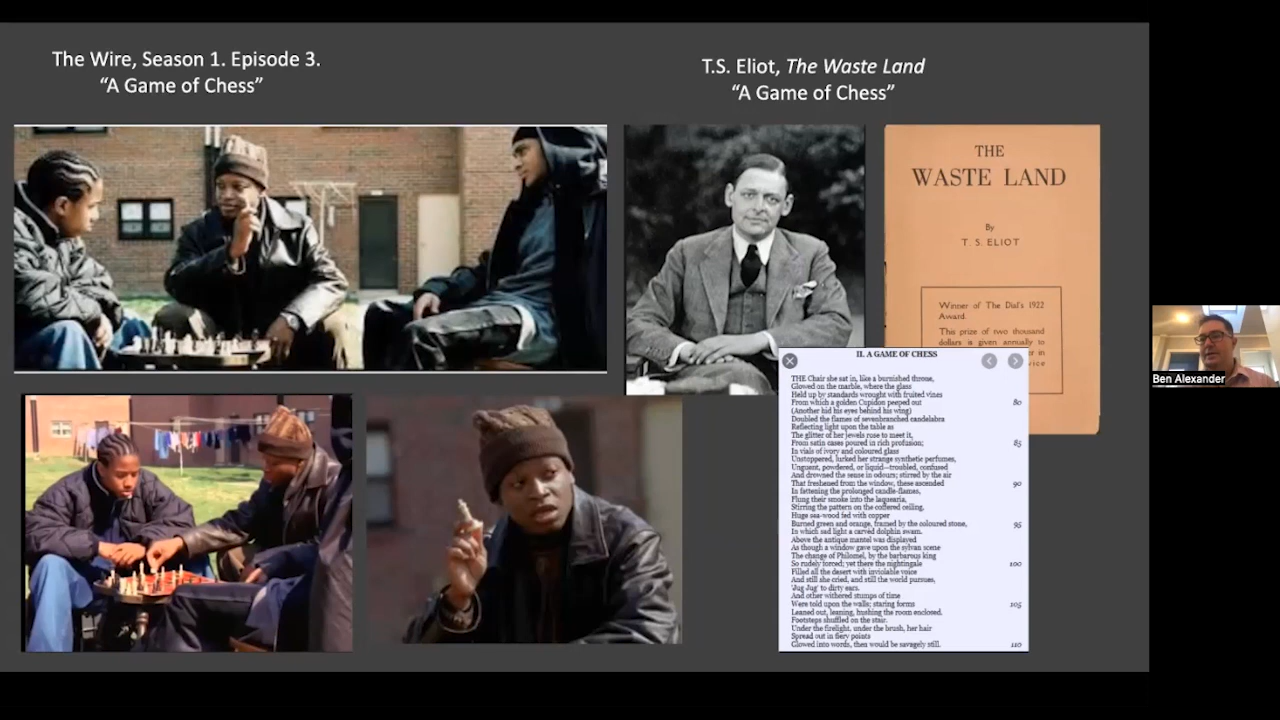 The Wire, Season 1. Episode 3.
“A Game of Chess”
T.S. Eliot, The Waste Land
“A Game of Chess”
THE
WASTE LAND
By
T. S. ELIOT
Winner of The Dial's 1922
Award.
This prize of two thousand
dollars is given annually to
er in
vice
II. A GAME OF CHESS
THE Chair she sat in, like a burnished throne,
Glowed on the marble, where the glass
Held up by standards wrought with fruited vines
From which a golden Cupidon peeped out 80
(Another hid his eyes behind his wing)
Doubled the flames of sevenbranched candelabra
Reflecting light upon the table as
The glitter of her jewels rose to meet it,
From satin cases poured in rich profusion; 85
In vials of ivory and coloured glass
Unstoppered, lurked her strange synthetic perfumes,
Unguent, powdered, or liquid—troubled, confused
And drowned the sense in odours; stirred by the air
That freshened from the window, these ascended 90
In fattening the prolonged candle-flames,
Flung their smoke into the laquearia,
Stirring the pattern on the coffered ceiling.
Huge sea-wood fed with copper
Burned green and orange, framed by the coloured stone, 95
In which sad light a carvèd dolphin swam.
Above the antique mantel was displayed
As though a window gave upon the sylvan scene
The change of Philomel, by the barbarous king
So rudely forced; yet there the nightingale 100
Filled all the desert with inviolable voice
And still she cried, and still the world pursues,
'Jug Jug' to dirty ears.
And other withered stumps of time
Were told upon the walls; staring forms 105
Leaned out, leaning, hushing the room enclosed.
Footsteps shuffled on the stair.
Under the firelight, under the brush, her hair
Spread out in fiery points
Glowed into words, then would be savagely still. 110
Ben Alexander